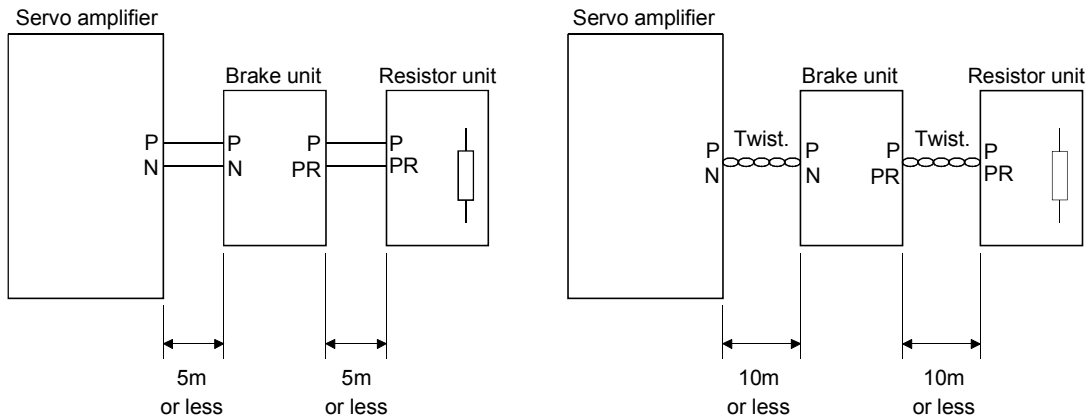 Servo amplifier
Brake unit
Resistor unit
P
N
P
N
P
PR
P
PR
5m
or less
5m
or less
Servo amplifier
Brake unit
Resistor unit
P
N
Twist.
P
N
P
PR
Twist.
P
PR
10m
or less
10m
or less